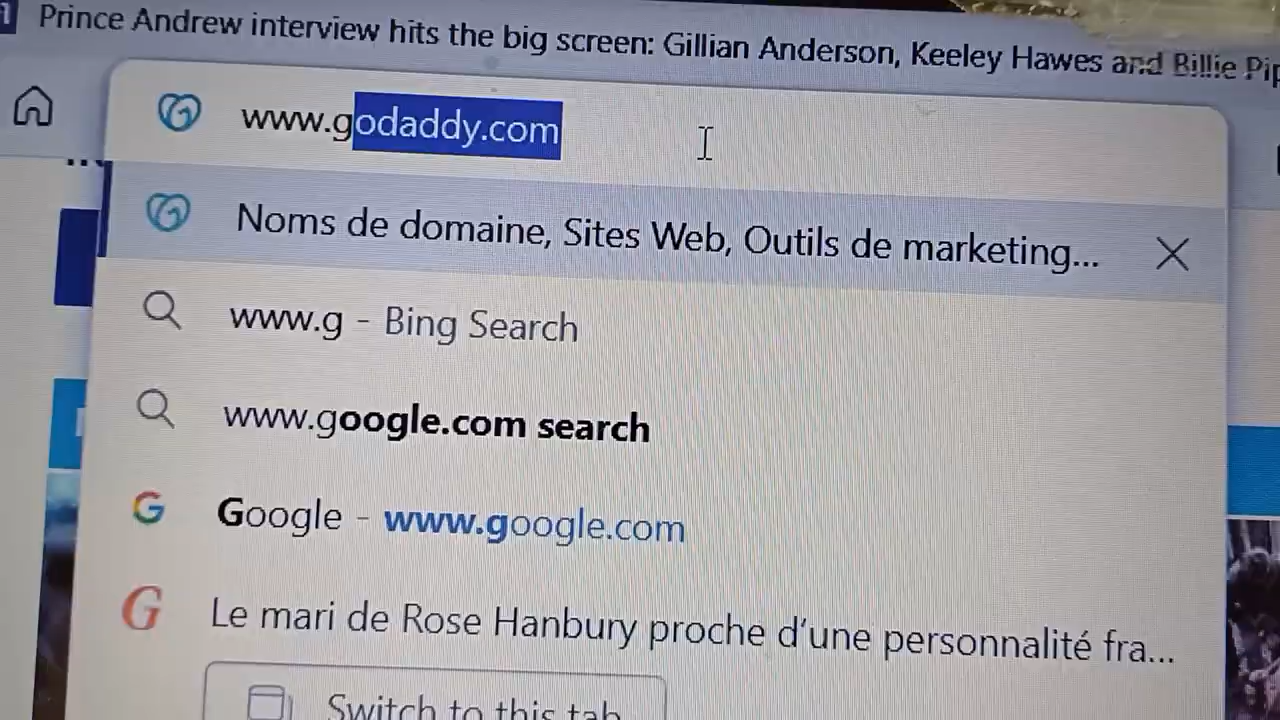 Prince Andrew interview hits the big screen: Gillian Anderson, Keeley Hawes and Billie Pip
www.godaddy.com
Noms de domaine, Sites Web, Outils de marketing...
www.g - Bing Search
www.google.com search
Google - www.google.com
Le mari de Rose Hanbury proche d'une personnalité fra...
Switch to this tab